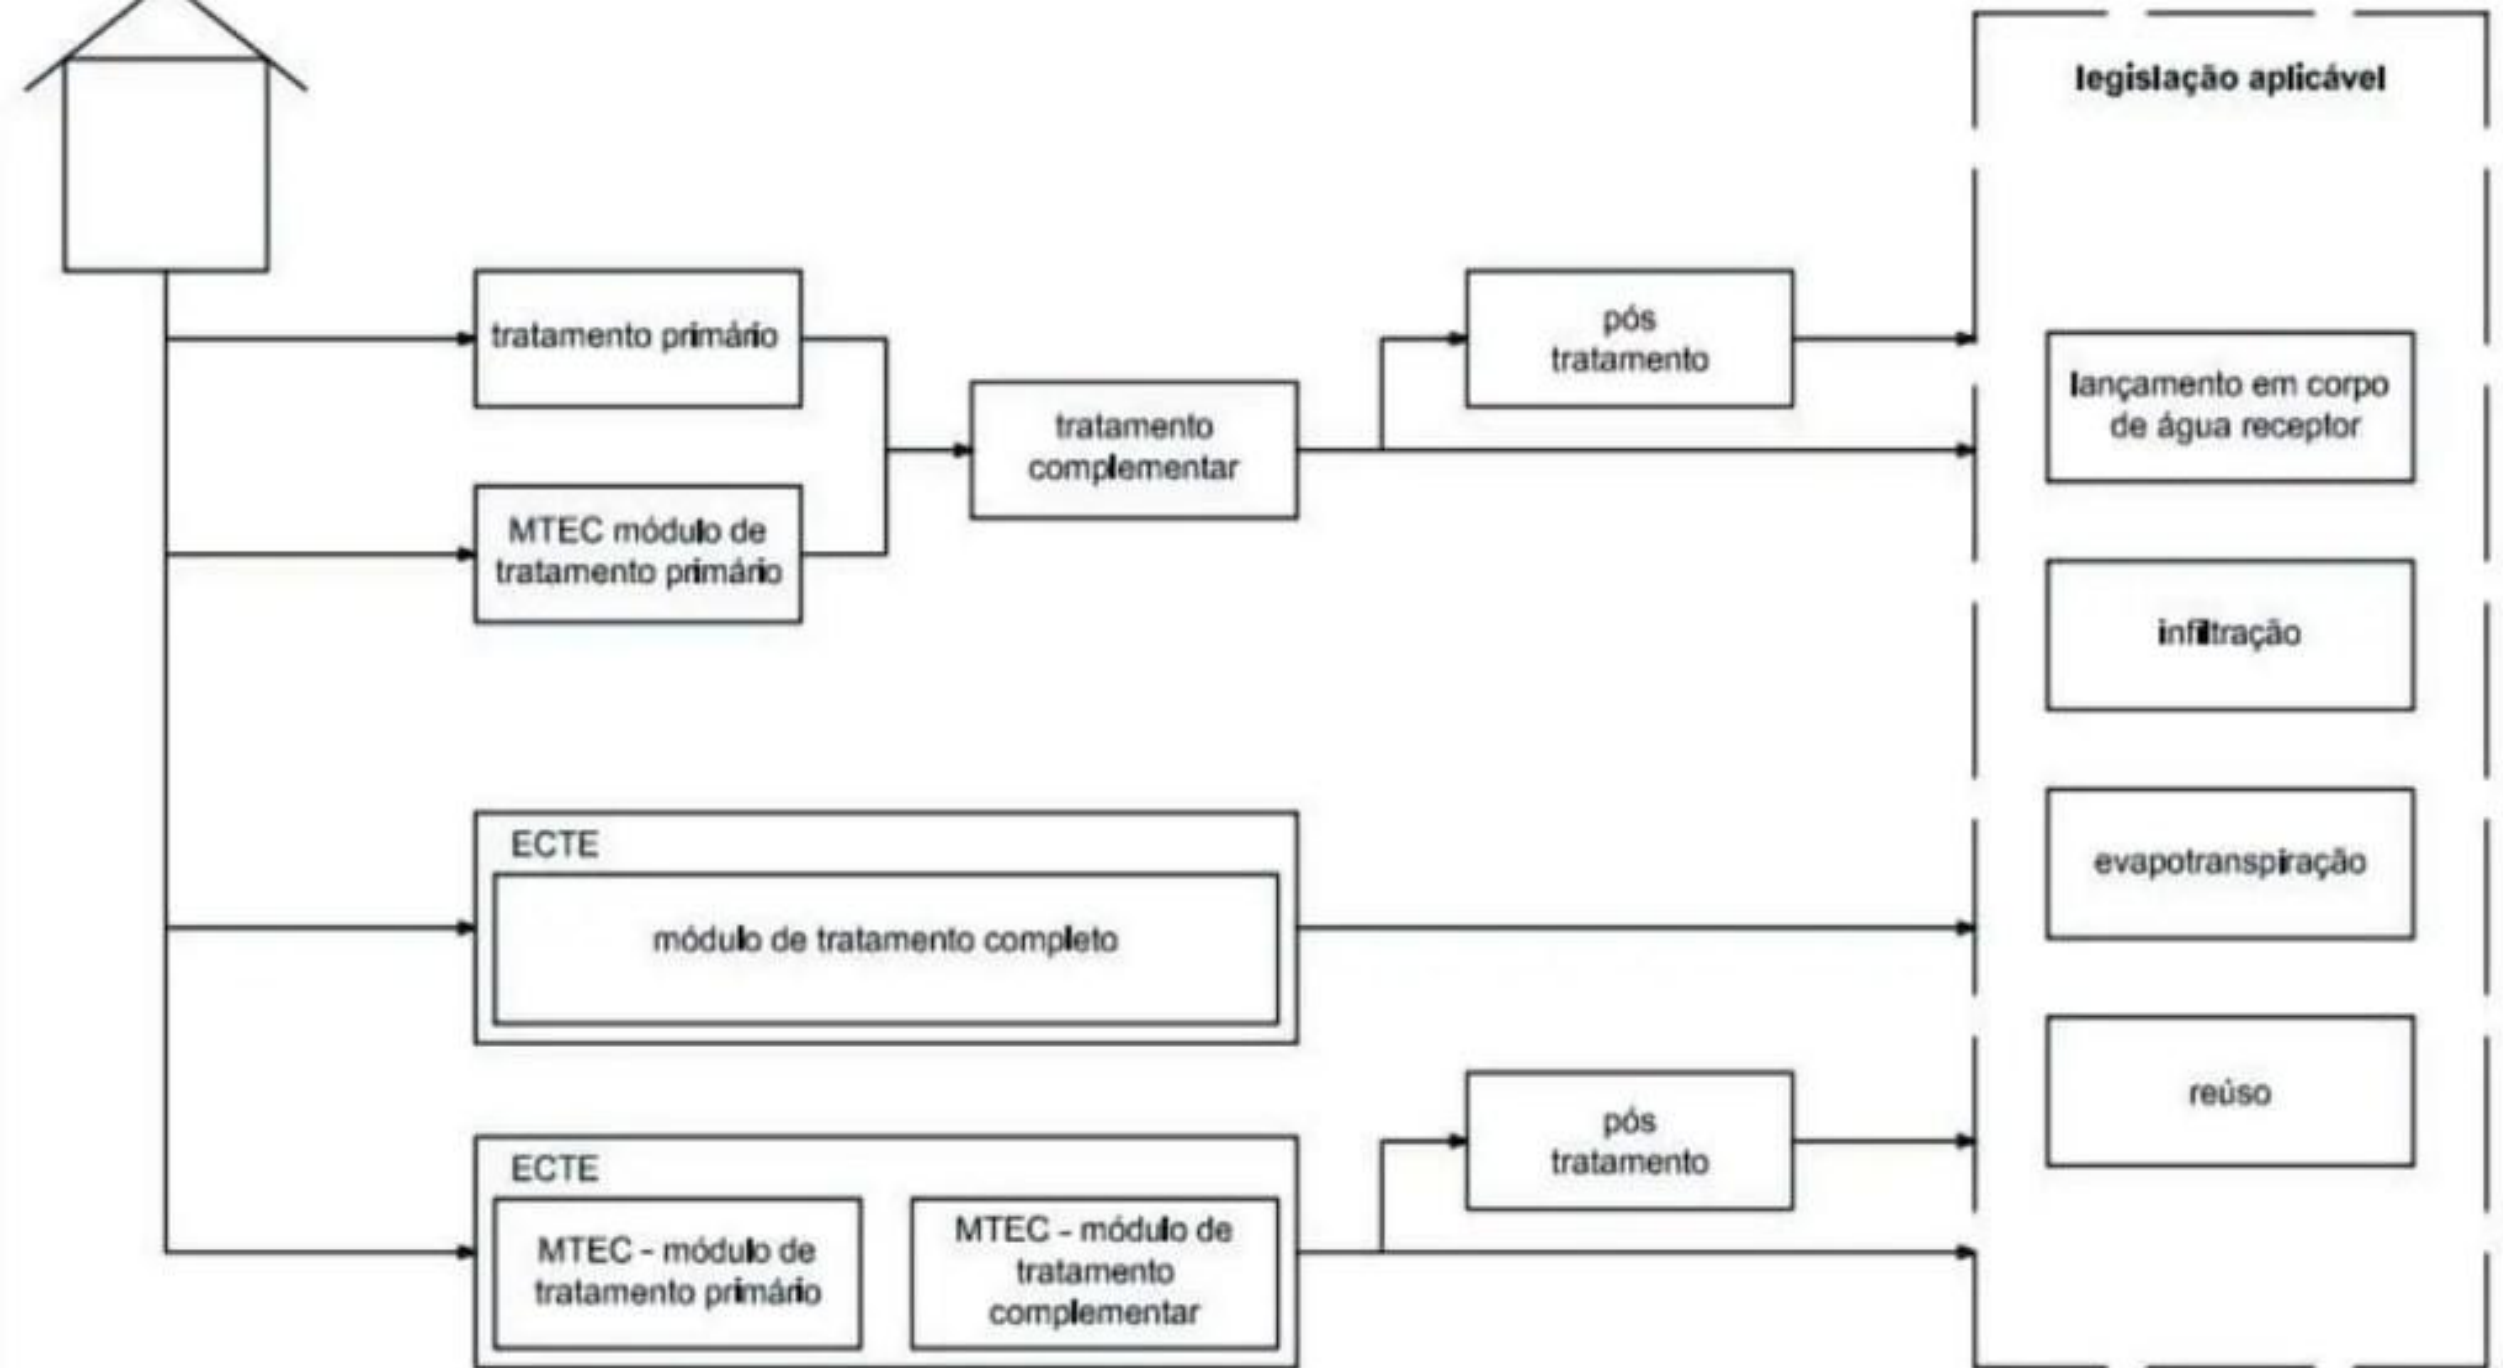 legislação aplicável
tratamento primário
MTEC módulo de
tratamento primário
tratamento
complementar
pós
tratamento
lançamento em corpo
de água receptor
infiltração
evapotranspiração
reúso
ECTE
módulo de tratamento completo
ECTE
MTEC - módulo de
tratamento primário
MTEC - módulo de
tratamento
complementar
pós
tratamento